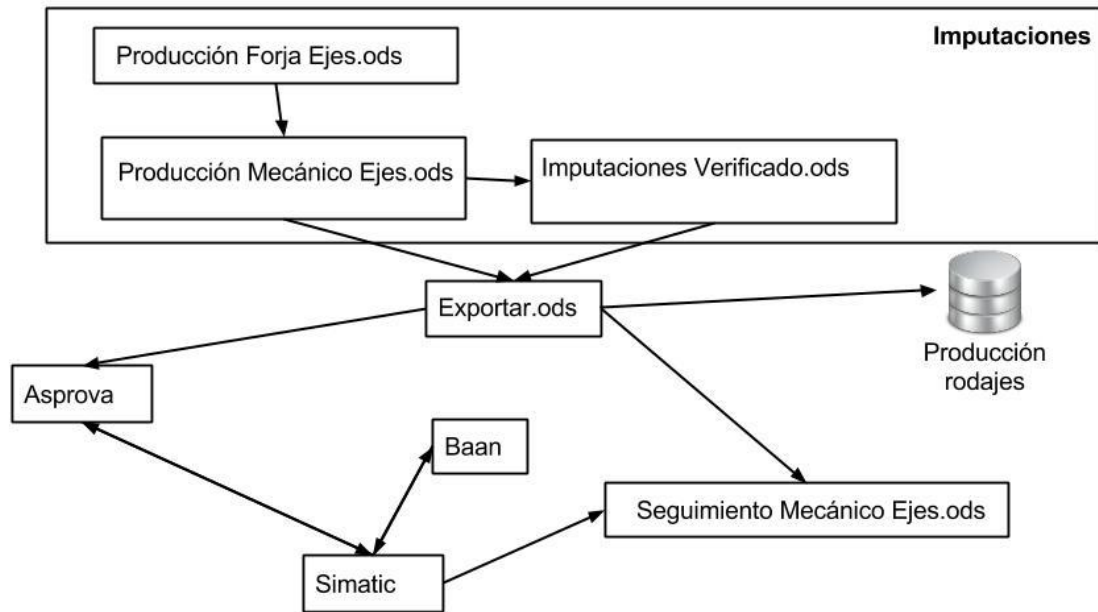 Imputaciones
Producción Forja Ejes.ods
Producción Mecánico Ejes.ods
Imputaciones Verificado.ods
Exportar.ods
Producción
rodajes
Asprova
Baan
Seguimiento Mecánico Ejes.ods
Simatic